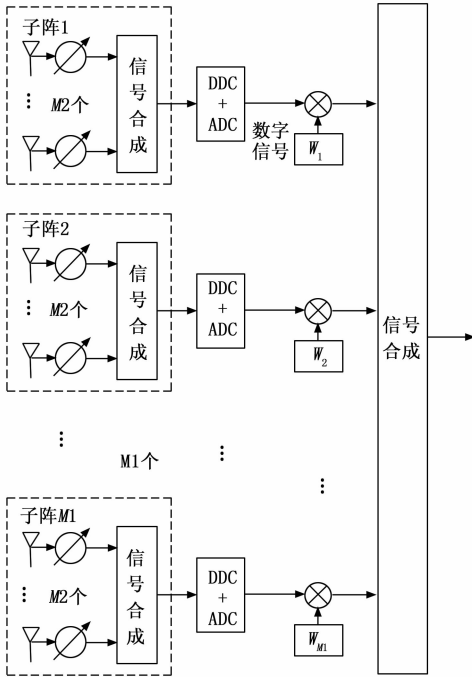 子阵1
M2个
信号合成
DDC
+
ADC
数字
信号
W1
子阵2
M2个
信号合成
DDC
+
ADC
W2
信号
合成
M1个
子阵M1
M2个
信号合成
DDC
+
ADC
WM1